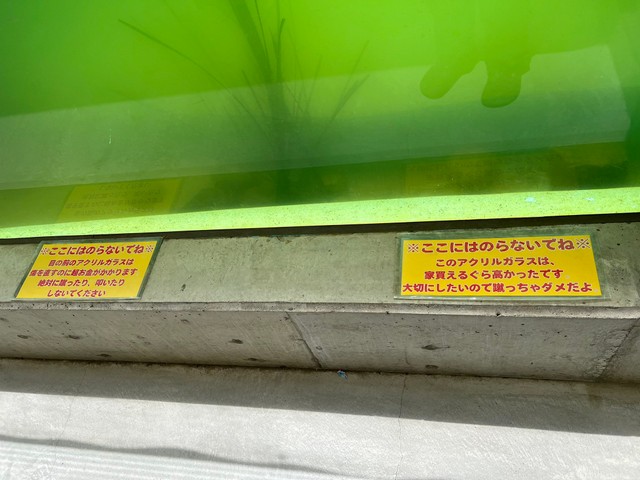 ※ここにはのらないでね※
目の前のアクリルガラスは
傷を直すのに超お金がかかります
絶対に蹴ったり、叩いたり
しないでください
※ここにはのらないでね※
このアクリルガラスは、
家買えるぐら高かったてす
大切にしたいので蹴っちゃダメだよ